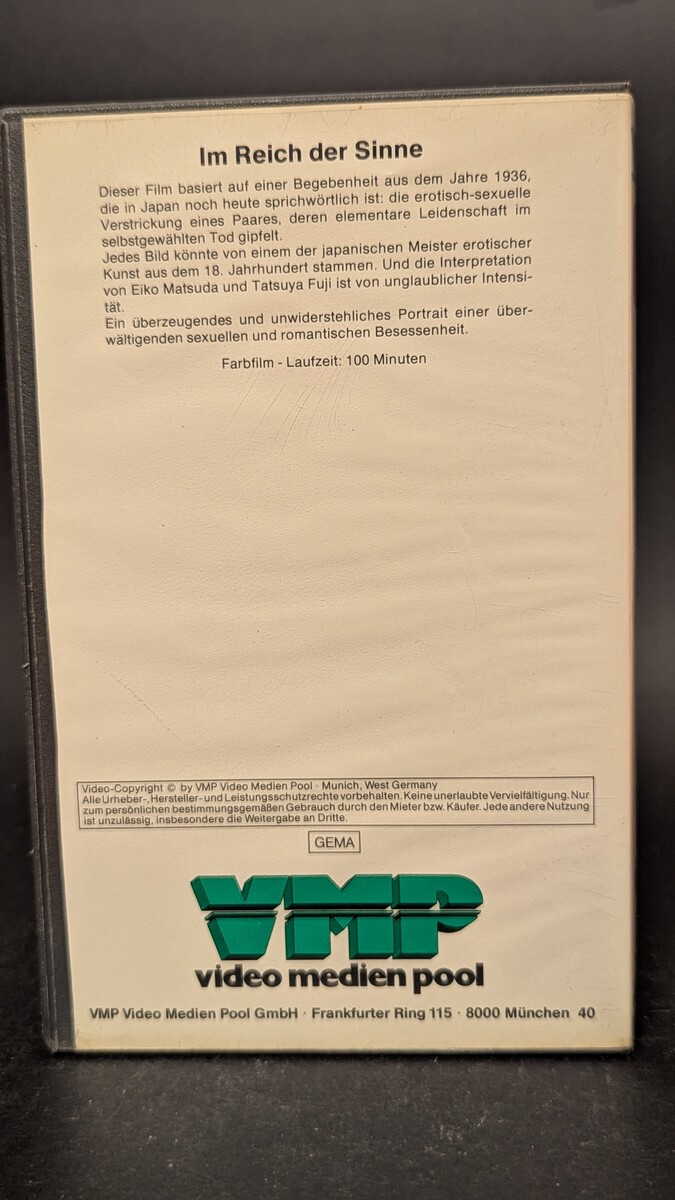 Im Reich der Sinne
Dieser Film basiert auf einer Begebenheit aus dem Jahre 1936,
die in Japan noch heute sprichwörtlich ist: die erotisch-sexuelle
Verstrickung eines Paares, deren elementare Leidenschaft im
selbstgewählten Tod gipfelt.
Jedes Bild könnte von einem der japanischen Meister erotischer
Kunst aus dem 18. Jahrhundert stammen. Und die Interpretation
von Eiko Matsuda und Tatsuya Fuji ist von unglaublicher Intensi-
tät.
Ein überzeugendes und unwiderstehliches Portrait einer über-
wältigenden sexuellen und romantischen Besessenheit.
Farbfilm - Laufzeit: 100 Minuten
Video-Copyright © by VMP Video Medien Pool · Munich, West Germany
Alle Urheber-, Hersteller- und Leistungsschutzrechte vorbehalten. Keine unerlaubte Vervielfältigung. Nur
zum persönlichen bestimmungsgemäßen Gebrauch durch den Mieter bzw. Käufer. Jede andere Nutzung
ist unzulässig, insbesondere die Weitergabe an Dritte.
GEMA
VMP
video medien pool
VMP Video Medien Pool GmbH · Frankfurter Ring 115 · 8000 München 40